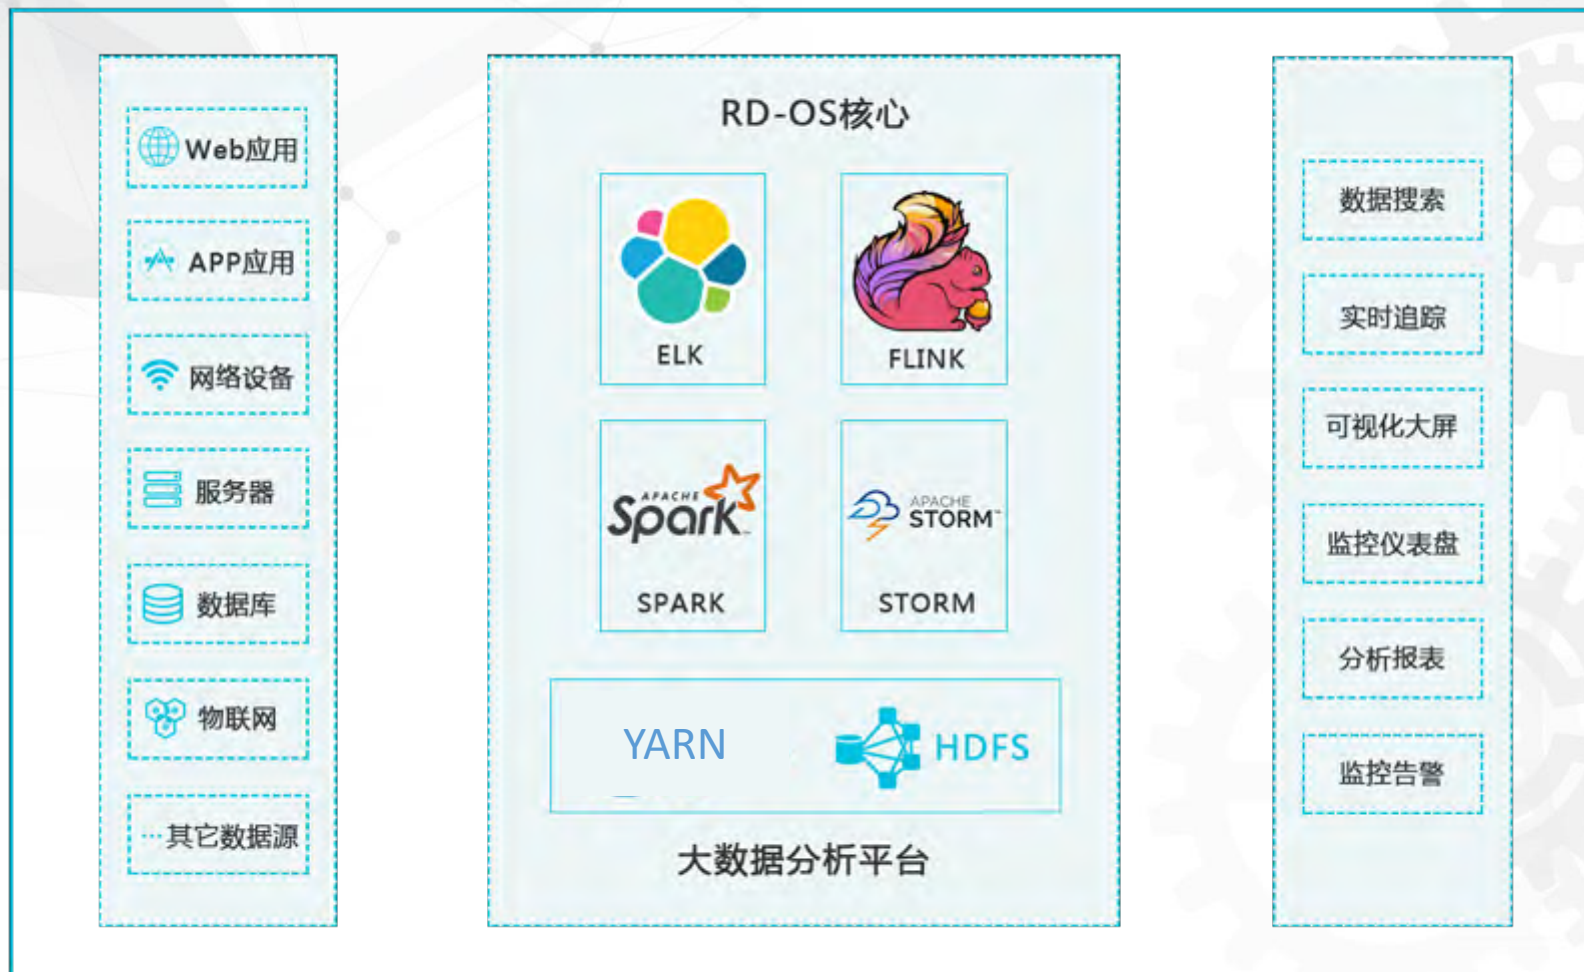 Web应用
APP应用
网络设备
服务器
数据库
物联网
···其它数据源
RD-OS核心
ELK
FLINK
APACHE
Spark™
SPARK
APACHE
STORM™
STORM
YARN
HDFS
大数据分析平台
数据搜索
实时追踪
可视化大屏
监控仪表盘
分析报表
监控告警